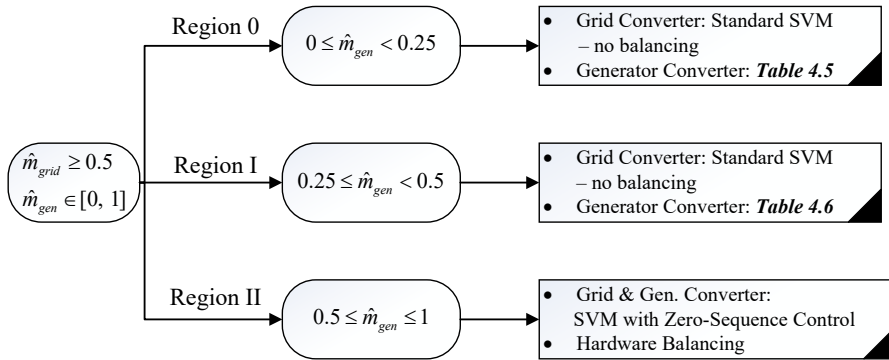 Region 0
0 ≤ m̂gen < 0.25
• Grid Converter: Standard SVM
– no balancing
• Generator Converter: Table 4.5
m̂grid ≥ 0.5
m̂gen ∈ [0, 1]
Region I
0.25 ≤ m̂gen < 0.5
• Grid Converter: Standard SVM
– no balancing
• Generator Converter: Table 4.6
Region II
0.5 ≤ m̂gen ≤ 1
• Grid & Gen. Converter:
SVM with Zero-Sequence Control
• Hardware Balancing